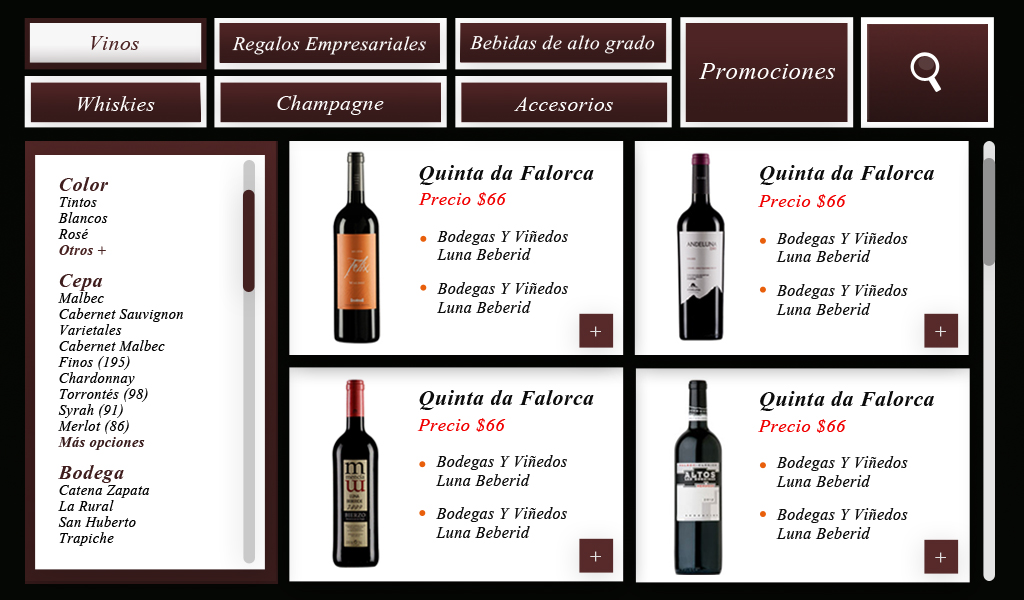 Vinos
Regalos Empresariales
Bebidas de alto grado
Promociones
Whiskies
Champagne
Accesorios
Color
Tintos
Blancos
Rosé
Otros +
Cepa
Malbec
Cabernet Sauvignon
Varietales
Cabernet Malbec
Finos (195)
Chardonnay
Torrontés (98)
Syrah (91)
Merlot (86)
Más opciones
Bodega
Catena Zapata
La Rural
San Huberto
Trapiche
Quinta da Falorca
Precio $66
Bodegas Y Viñedos
Luna Beberid
Bodegas Y Viñedos
Luna Beberid
+
ANDELUNA
Quinta da Falorca
Precio $66
Bodegas Y Viñedos
Luna Beberid
Bodegas Y Viñedos
Luna Beberid
+
BIERZO
Quinta da Falorca
Precio $66
Bodegas Y Viñedos
Luna Beberid
Bodegas Y Viñedos
Luna Beberid
+
ALTOS
Quinta da Falorca
Precio $66
Bodegas Y Viñedos
Luna Beberid
Bodegas Y Viñedos
Luna Beberid
+